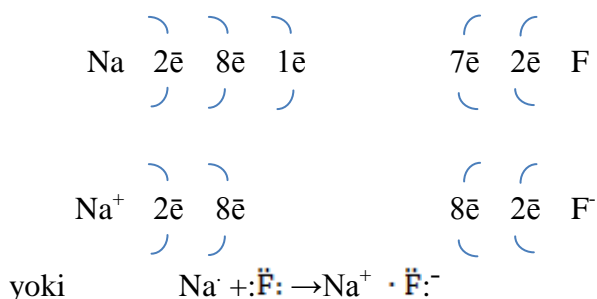 Na 2ē 8ē 1ē 7ē 2ē F
Na⁺ 2ē 8ē 8ē 2ē F⁻
yoki Na˙ +:F̈: →Na⁺ · F̈:⁻